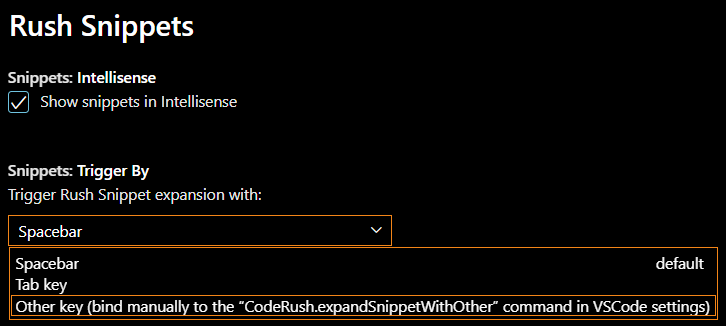 Rush Snippets
Snippets: Intellisense
Show snippets in Intellisense
Snippets: Trigger By
Trigger Rush Snippet expansion with:
Spacebar
Spacebar default
Tab key
Other key (bind manually to the “CodeRush.expandSnippetWithOther” command in VSCode settings)